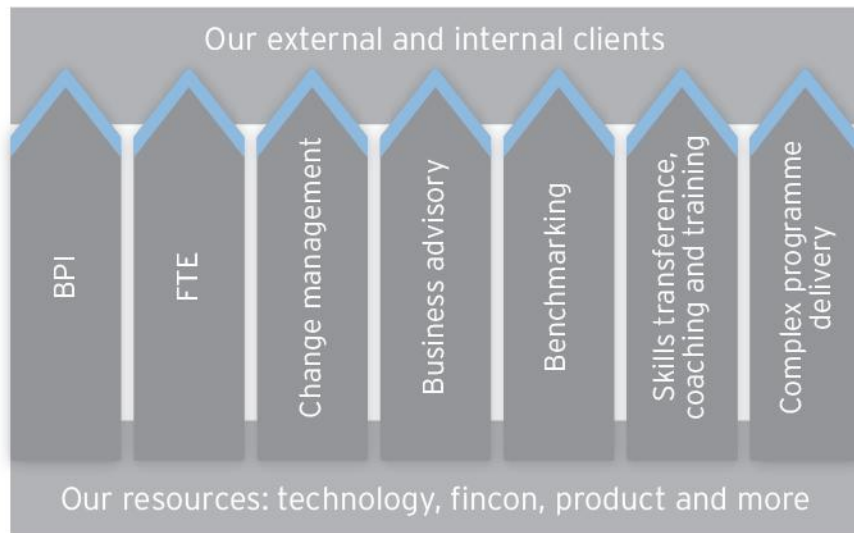 Our external and internal clients
BPI
FTE
Change management
Business advisory
Benchmarking
Skills transference,
coaching and training
Complex programme
delivery
Our resources: technology, fincon, product and more